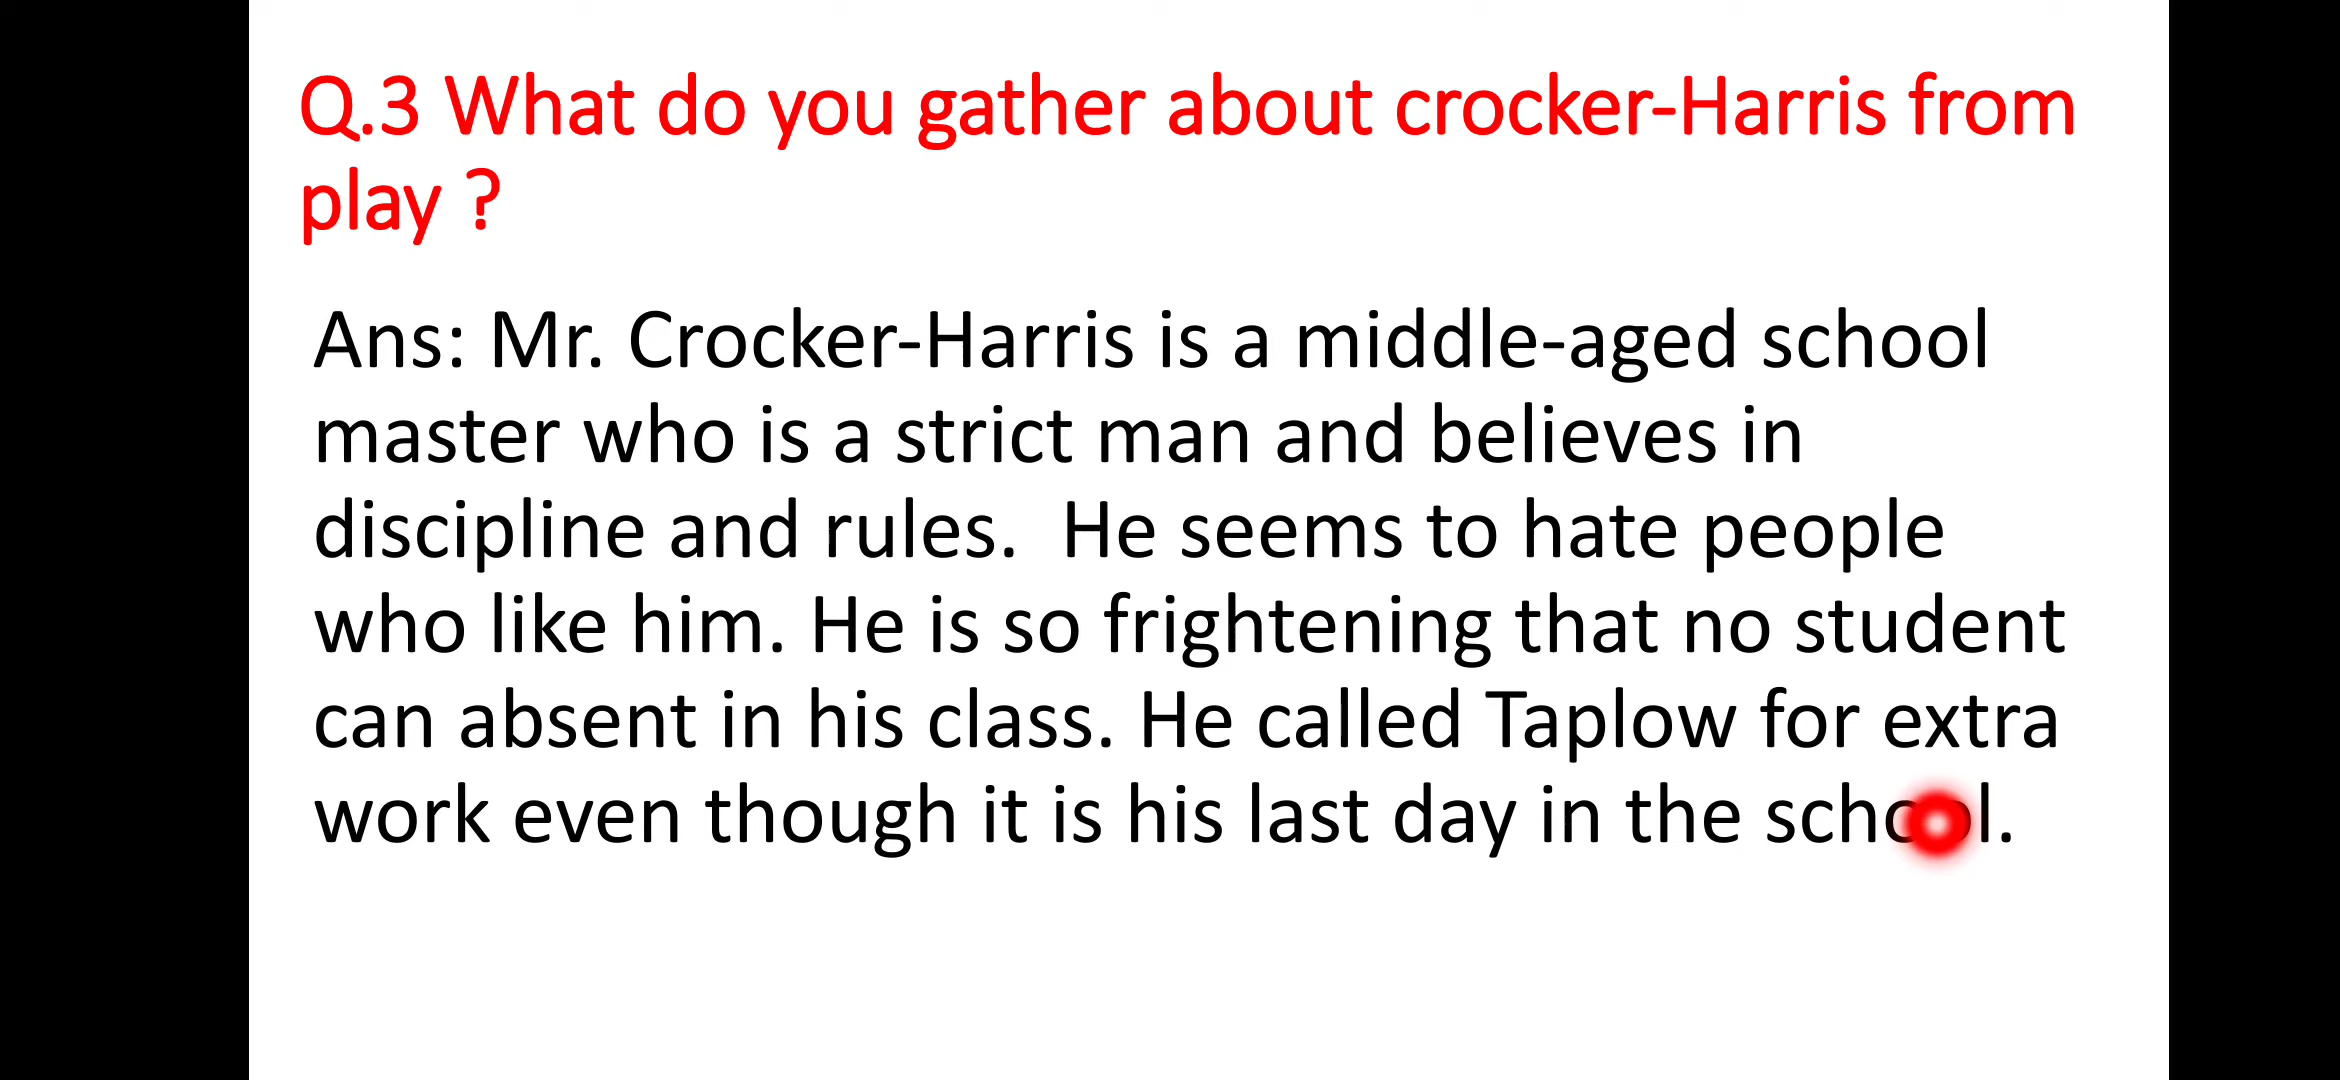 Q.3 What do you gather about crocker-Harris from
play ?
Ans: Mr. Crocker-Harris is a middle-aged school
master who is a strict man and believes in
discipline and rules.  He seems to hate people
who like him. He is so frightening that no student
can absent in his class. He called Taplow for extra
work even though it is his last day in the school.